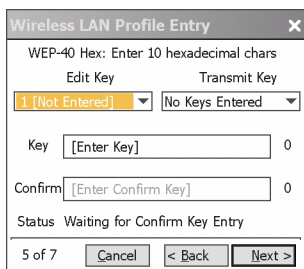 Wireless LAN Profile Entry
WEP-40 Hex: Enter 10 hexadecimal chars
Edit Key Transmit Key
1 [Not Entered] No Keys Entered
Key [Enter Key] 0
Confirm [Enter Confirm Key] 0
Status Waiting for Confirm Key Entry
5 of 7 Cancel < Back Next >